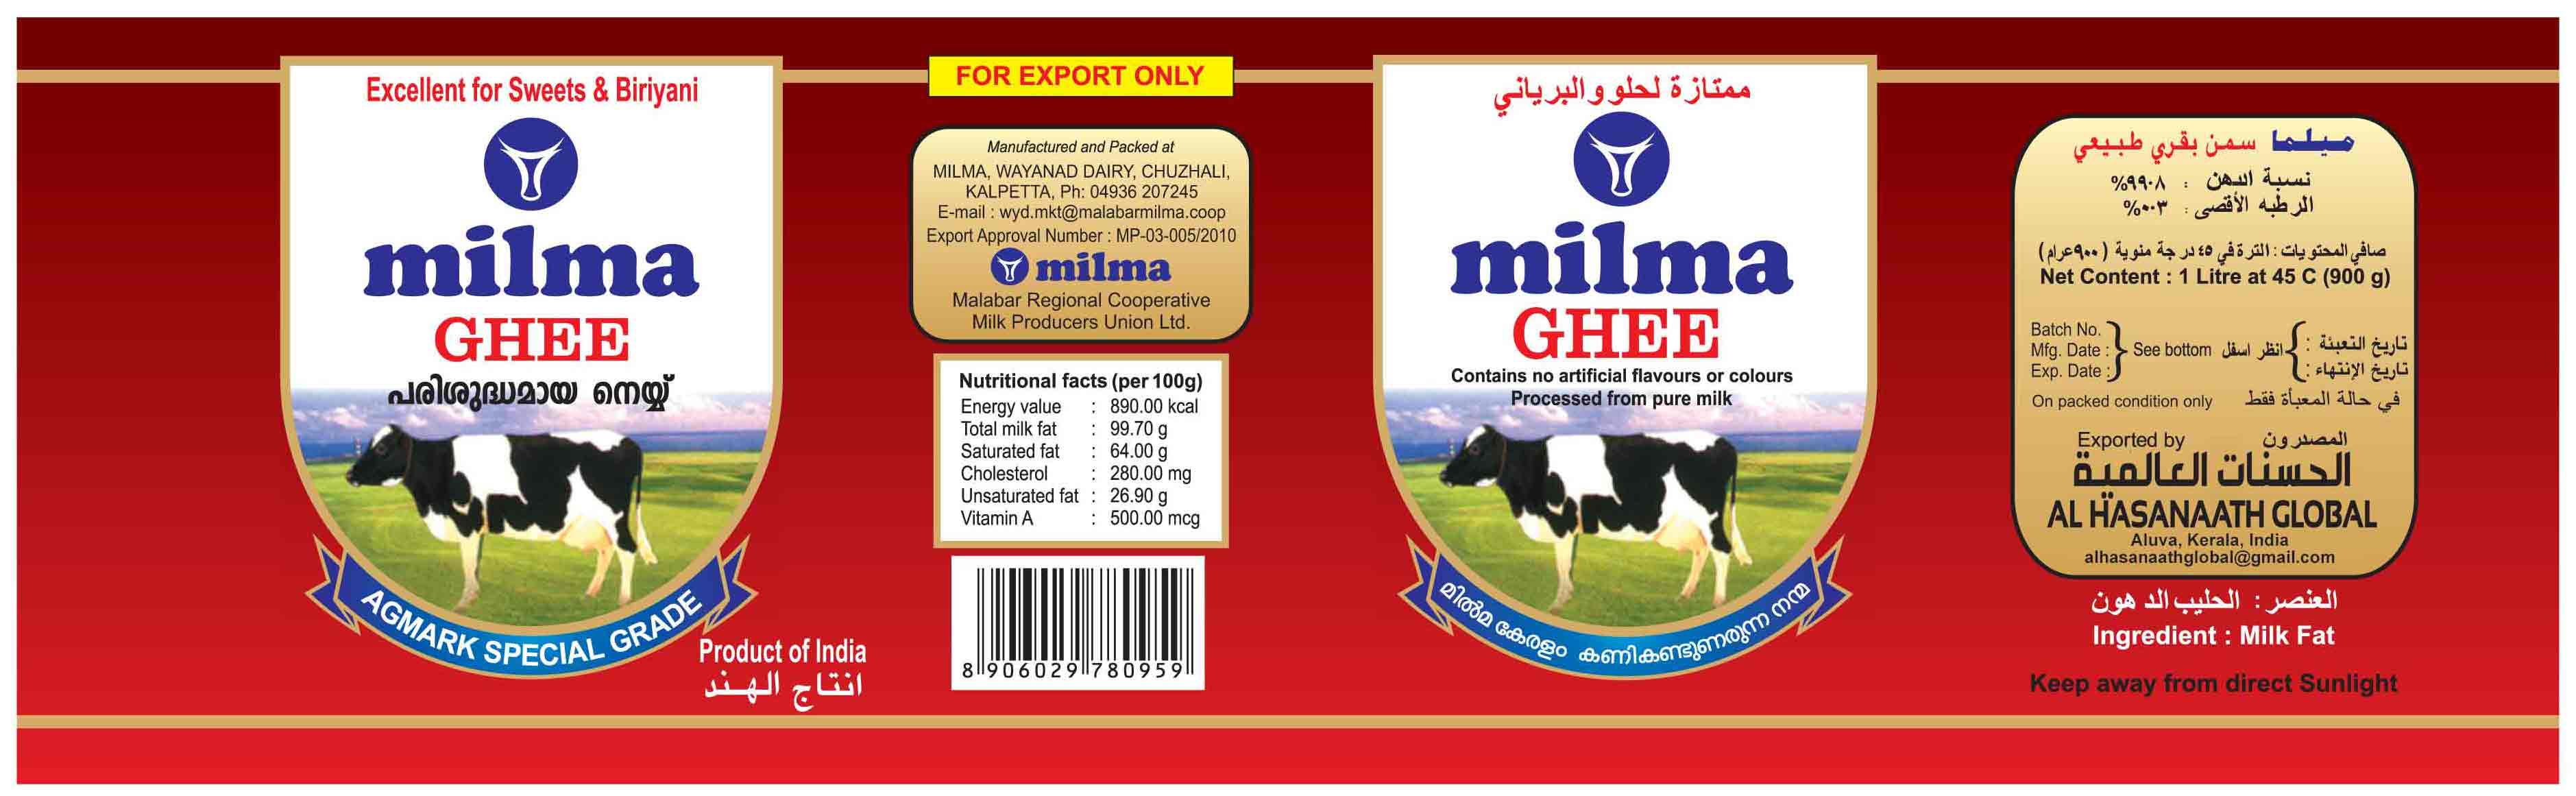 Excellent for Sweets & Biriyani
milma
GHEE
പരിശുദ്ധമായ നെയ്യ്
AGMARK SPECIAL GRADE
Product of India
انتاج الهند
FOR EXPORT ONLY
Manufactured and Packed at
MILMA, WAYANAD DAIRY, CHUZHALI,
KALPETTA, Ph: 04936 207245
E-mail : wyd.mkt@malabarmilma.coop
Export Approval Number : MP-03-005/2010
milma
Malabar Regional Cooperative
Milk Producers Union Ltd.
Nutritional facts (per 100g)
Energy value : 890.00 kcal
Total milk fat : 99.70 g
Saturated fat : 64.00 g
Cholesterol : 280.00 mg
Unsaturated fat : 26.90 g
Vitamin A : 500.00 mcg
8 906029 780959
ممتازة لحلو والبرياني
milma
GHEE
Contains no artificial flavours or colours
Processed from pure milk
മിൽമ കേരളം കണികണ്ടുണരുന്ന നന്മ
ميلما سمن بقري طبيعي
نسبة الدهن : ٩٩٠٨%
الرطبه الأقصى : ٠٠٣%
صافي المحتويات : الترة في ٤٥ درجة منوية (٩٠٠عرام)
Net Content : 1 Litre at 45 C (900 g)
Batch No.
Mfg. Date : See bottom انظر اسفل تاريخ التعبئة :
Exp. Date : تاريخ الإنتهاء :
On packed condition only في حالة المعبأة فقط
Exported by المصدرون
الحسنات العالمية
AL HASANAATH GLOBAL
Aluva, Kerala, India
alhasanaathglobal@gmail.com
العنصر : الحليب الد هون
Ingredient : Milk Fat
Keep away from direct Sunlight